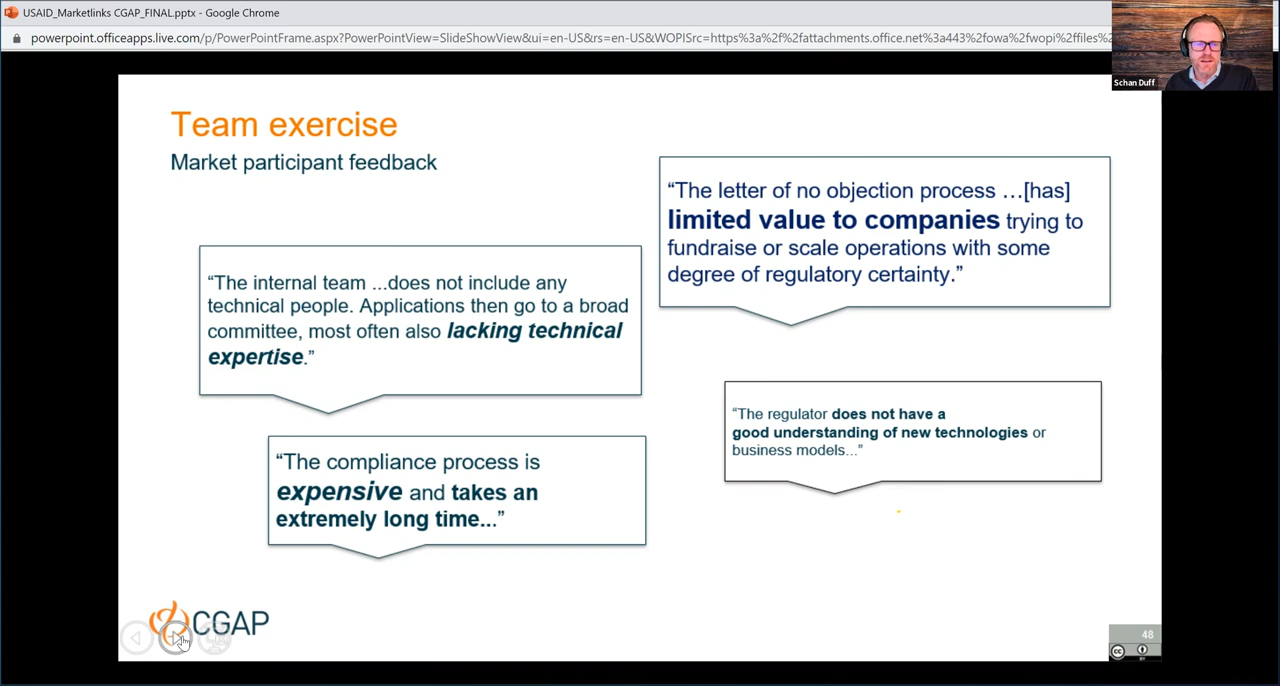 USAID_Marketlinks CGAP_FINAL.pptx - Google Chrome
powerpoint.officeapps.live.com/p/PowerPointFrame.aspx?PowerPointView=SlideShowView&ui=en-US&rs=en-US&WOPISrc=https%3a%2f%2fattachments.office.net%3a443%2fowa%2fwopi%2ffiles%2
Schan Duff
Team exercise
Market participant feedback
“The letter of no objection process …[has]
limited value to companies trying to
fundraise or scale operations with some
degree of regulatory certainty.”
“The internal team ...does not include any
technical people. Applications then go to a broad
committee, most often also lacking technical
expertise.”
“The regulator does not have a
good understanding of new technologies or
business models...”
“The compliance process is
expensive and takes an
extremely long time...”
CGAP
48
cc
BY